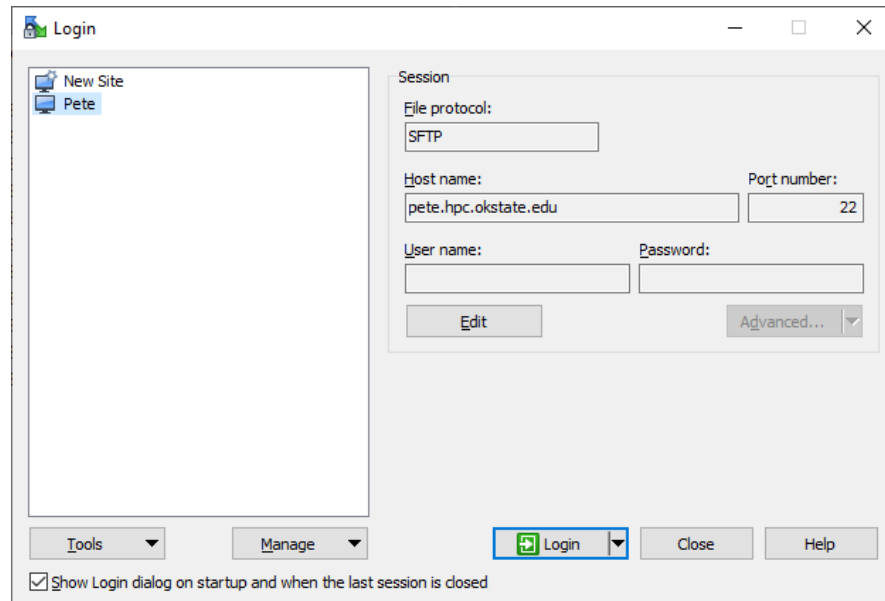 Login
New Site
Pete
Session
File protocol:
SFTP
Host name:
Port number:
pete.hpc.okstate.edu
22
User name:
Password:
Edit
Advanced...
Tools
Manage
Login
Close
Help
Show Login dialog on startup and when the last session is closed